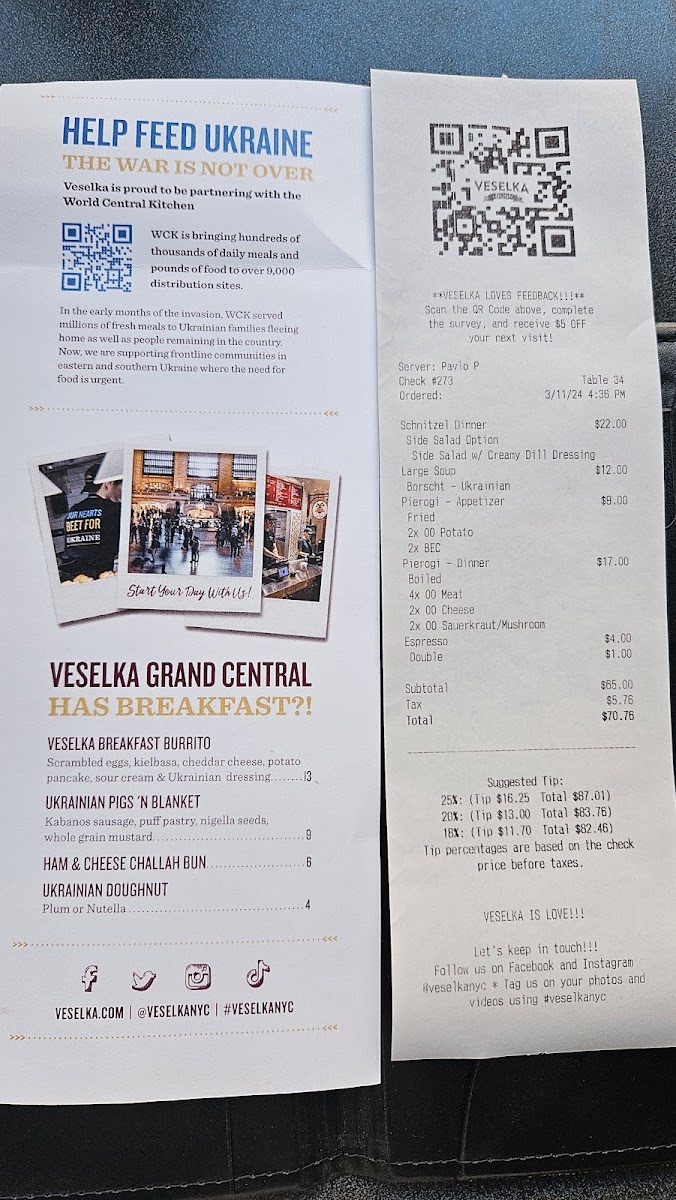 HELP FEED UKRAINE
THE WAR IS NOT OVER
Veselka is proud to be partnering with the
World Central Kitchen
WCK is bringing hundreds of
thousands of daily meals and
pounds of food to over 9,000
distribution sites.
In the early months of the invasion, WCK served
millions of fresh meals to Ukrainian families fleeing
home as well as people remaining in the country.
Now, we are supporting frontline communities in
eastern and southern Ukraine where the need for
food is urgent.
OUR HEARTS
BEET FOR
UKRAINE
Start Your Day With Us!
VESELKA GRAND CENTRAL
HAS BREAKFAST?!
VESELKA BREAKFAST BURRITO
Scrambled eggs, kielbasa, cheddar cheese, potato
pancake, sour cream & Ukrainian dressing........13
UKRAINIAN PIGS 'N BLANKET
Kabanos sausage, puff pastry, nigella seeds,
whole grain mustard.................................9
HAM & CHEESE CHALLAH BUN.....................6
UKRAINIAN DOUGHNUT
Plum or Nutella......................................4
VESELKA.COM | @VESELKANYC | #VESELKANYC
VESELKA
**VESELKA LOVES FEEDBACK!!!**
Scan the QR Code above, complete
the survey, and receive $5 OFF
your next visit!
Server: Pavlo P
Check #273 Table 34
Ordered: 3/11/24 4:36 PM
Schnitzel Dinner $22.00
Side Salad Option
Side Salad w/ Creamy Dill Dressing
Large Soup $12.00
Borscht - Ukrainian
Pierogi - Appetizer $9.00
Fried
2x 00 Potato
2x BEC
Pierogi - Dinner $17.00
Boiled
4x 00 Meat
2x 00 Cheese
2x 00 Sauerkraut/Mushroom
Espresso $4.00
Double $1.00
Subtotal $65.00
Tax $5.76
Total $70.76
Suggested Tip:
25%: (Tip $16.25 Total $87.01)
20%: (Tip $13.00 Total $83.76)
18%: (Tip $11.70 Total $82.46)
Tip percentages are based on the check
price before taxes.
VESELKA IS LOVE!!!
Let's keep in touch!!!
Follow us on Facebook and Instagram
@veselkanyc * Tag us on your photos and
videos using #veselkanyc